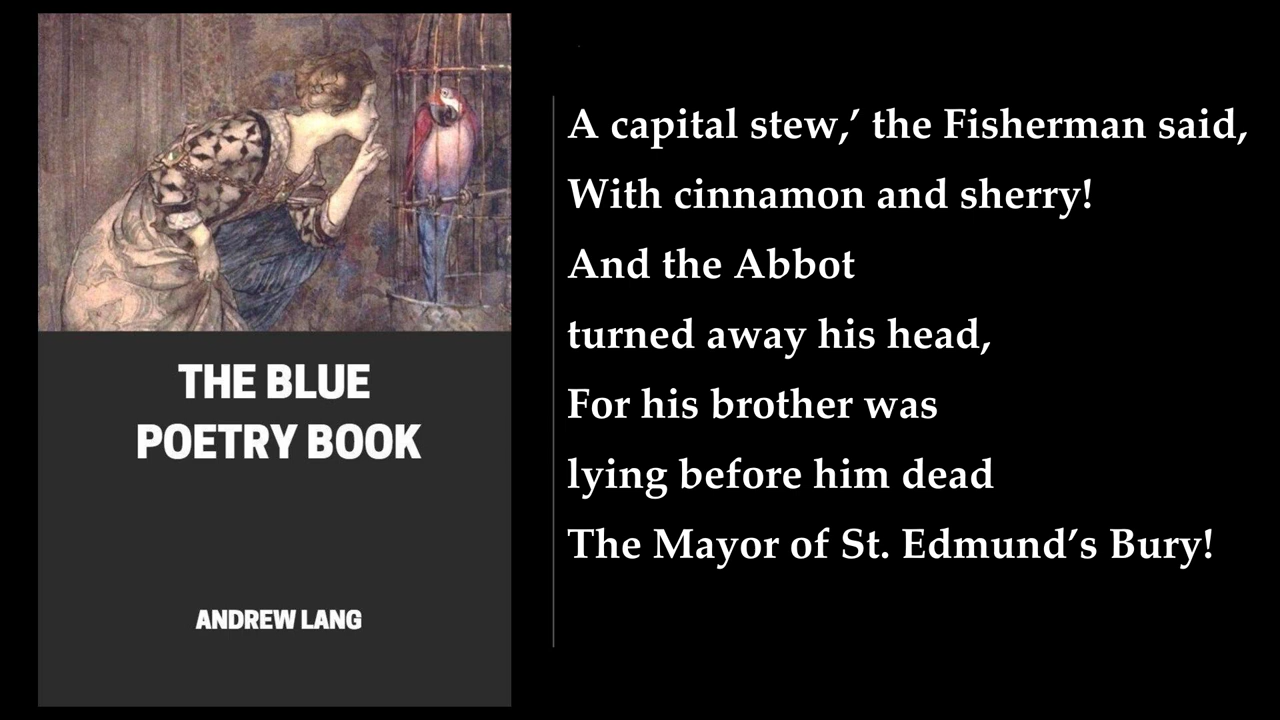 THE BLUE
POETRY BOOK
ANDREW LANG
A capital stew,’ the Fisherman said,
With cinnamon and sherry!
And the Abbot
turned away his head,
For his brother was
lying before him dead
The Mayor of St. Edmund’s Bury!